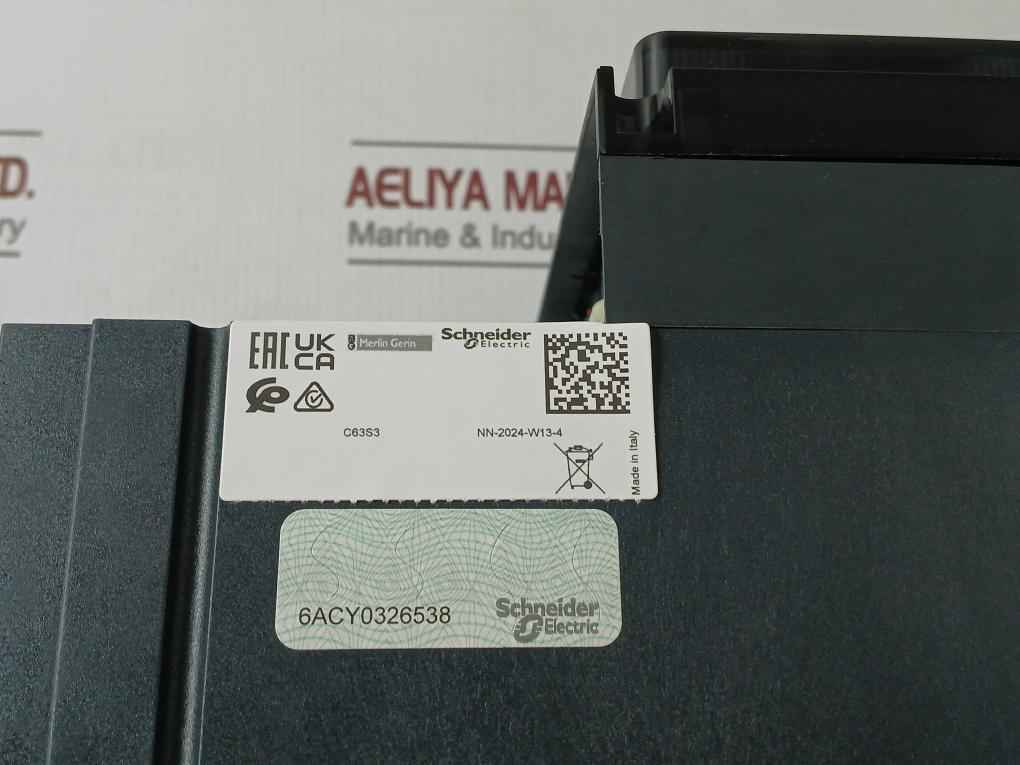 D.
ry
AELIYA MA
Marine & Indu
EAC UK
CA
Merlin Gerin
Schneider
Electric
C63S3
NN-2024-W13-4
Made in Italy
6ACY0326538
Schneider
Electric